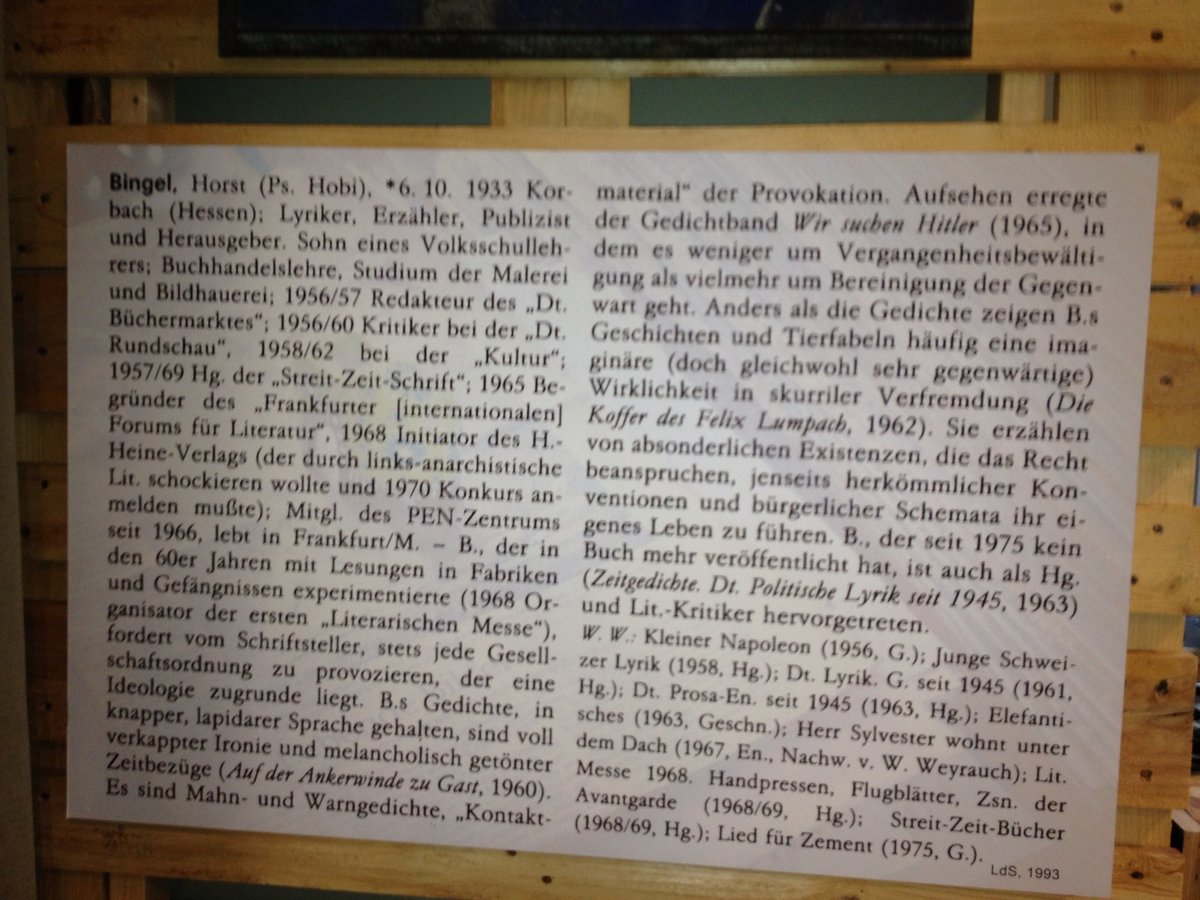 Bingel, Horst (Ps. Hobi), *6. 10. 1933 Kor-
bach (Hessen); Lyriker, Erzähler, Publizist
und Herausgeber. Sohn eines Volksschulleh-
rers; Buchhandelslehre, Studium der Malerei
und Bildhauerei; 1956/57 Redakteur des „Dt.
Büchermarktes“; 1956/60 Kritiker bei der „Dt.
Rundschau“, 1958/62 bei der „Kultur“;
1957/69 Hg. der „Streit-Zeit-Schrift“; 1965 Be-
gründer des „Frankfurter [internationalen]
Forums für Literatur“, 1968 Initiator des H.-
Heine-Verlags (der durch links-anarchistische
Lit. schockieren wollte und 1970 Konkurs an-
melden mußte); Mitgl. des PEN-Zentrums
seit 1966, lebt in Frankfurt/M. – B., der in
den 60er Jahren mit Lesungen in Fabriken
und Gefängnissen experimentierte (1968 Or-
ganisator der ersten „Literarischen Messe“),
fordert vom Schriftsteller, stets jede Gesell-
schaftsordnung zu provozieren, der eine
Ideologie zugrunde liegt. B.s Gedichte, in
knapper, lapidarer Sprache gehalten, sind voll
verkappter Ironie und melancholisch getönter
Zeitbezüge (Auf der Ankerwinde zu Gast, 1960).
Es sind Mahn- und Warngedichte, „Kontakt-
material“ der Provokation. Aufsehen erregte
der Gedichtband Wir suchen Hitler (1965), in
dem es weniger um Vergangenheitsbewälti-
gung als vielmehr um Bereinigung der Gegen-
wart geht. Anders als die Gedichte zeigen B.s
Geschichten und Tierfabeln häufig eine ima-
ginäre (doch gleichwohl sehr gegenwärtige)
Wirklichkeit in skurriler Verfremdung (Die
Koffer des Felix Lumpach, 1962). Sie erzählen
von absonderlichen Existenzen, die das Recht
beanspruchen, jenseits herkömmlicher Kon-
ventionen und bürgerlicher Schemata ihr ei-
genes Leben zu führen. B., der seit 1975 kein
Buch mehr veröffentlicht hat, ist auch als Hg.
(Zeitgedichte. Dt. Politische Lyrik seit 1945, 1963)
und Lit.-Kritiker hervorgetreten.
W. W.: Kleiner Napoleon (1956, G.); Junge Schwei-
zer Lyrik (1958, Hg.); Dt. Lyrik. G. seit 1945 (1961,
Hg.); Dt. Prosa-En. seit 1945 (1963, Hg.); Elefanti-
sches (1963, Geschn.); Herr Sylvester wohnt unter
dem Dach (1967, En., Nachw. v. W. Weyrauch); Lit.
Messe 1968. Handpressen, Flugblätter, Zsn. der
Avantgarde (1968/69, Hg.); Streit-Zeit-Bücher
(1968/69, Hg.); Lied für Zement (1975, G.).
LdS, 1993